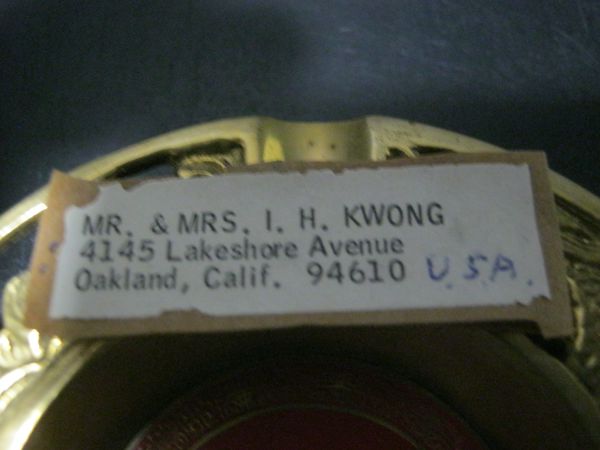 MR. & MRS. I. H. KWONG
4145 Lakeshore Avenue
Oakland, Calif. 94610 U.S.A.